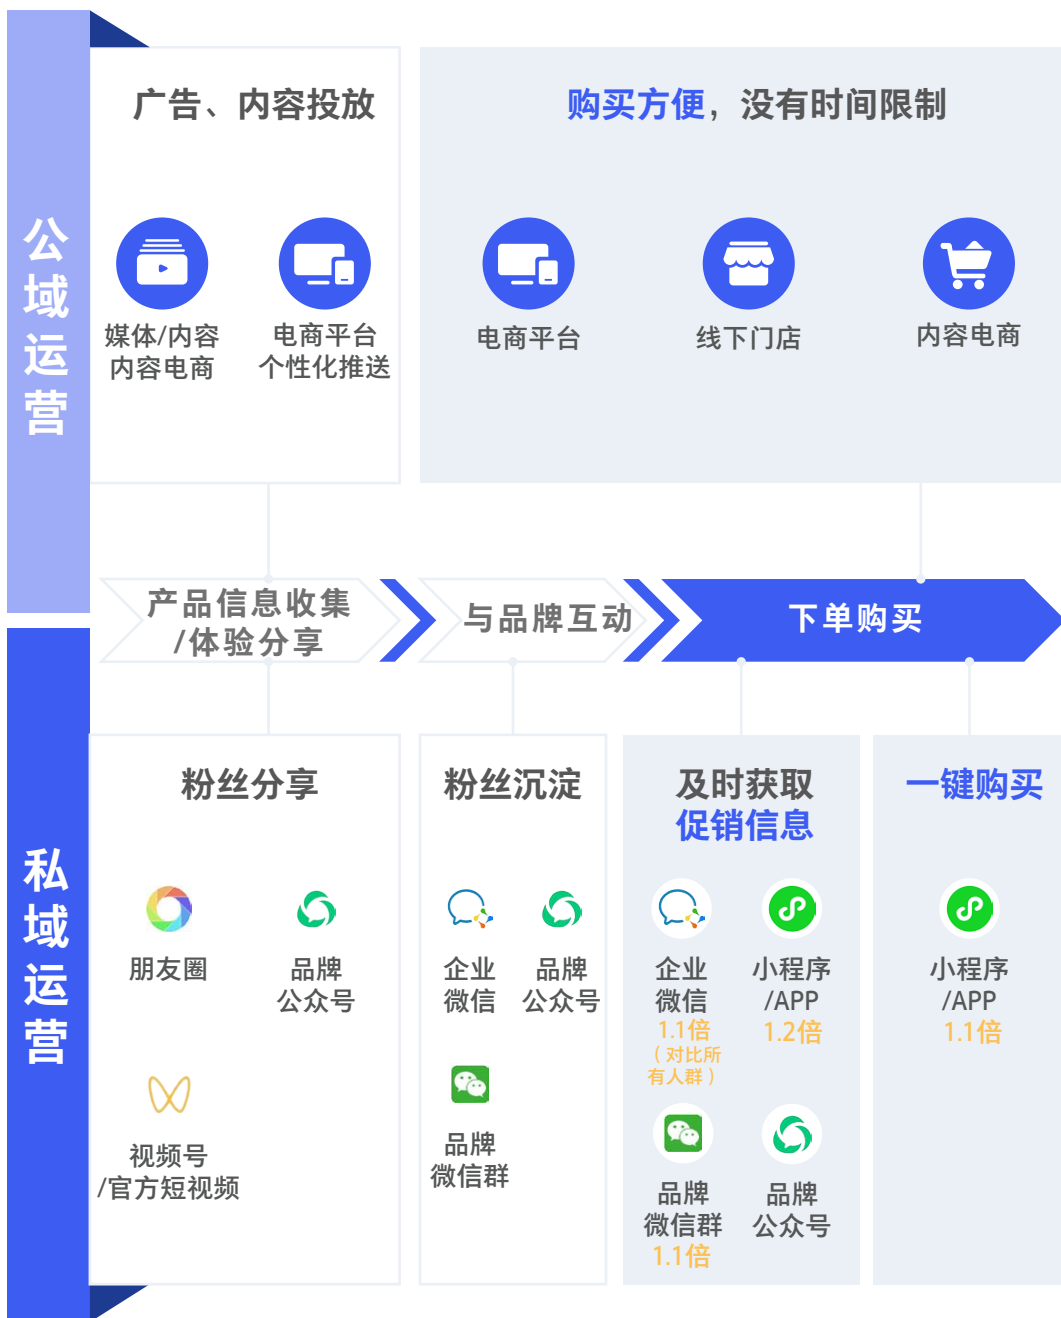 公域运营
广告、内容投放
媒体/内容
内容电商
电商平台
个性化推送
购买方便，没有时间限制
电商平台
线下门店
内容电商
产品信息收集
/体验分享
与品牌互动
下单购买
私域运营
粉丝分享
朋友圈
品牌
公众号
视频号
/官方短视频
粉丝沉淀
企业
微信
品牌
公众号
品牌
微信群
及时获取
促销信息
企业
微信
1.1倍
（对比所
有人群）
小程序
/APP
1.2倍
品牌
微信群
1.1倍
品牌
公众号
一键购买
小程序
/APP
1.1倍